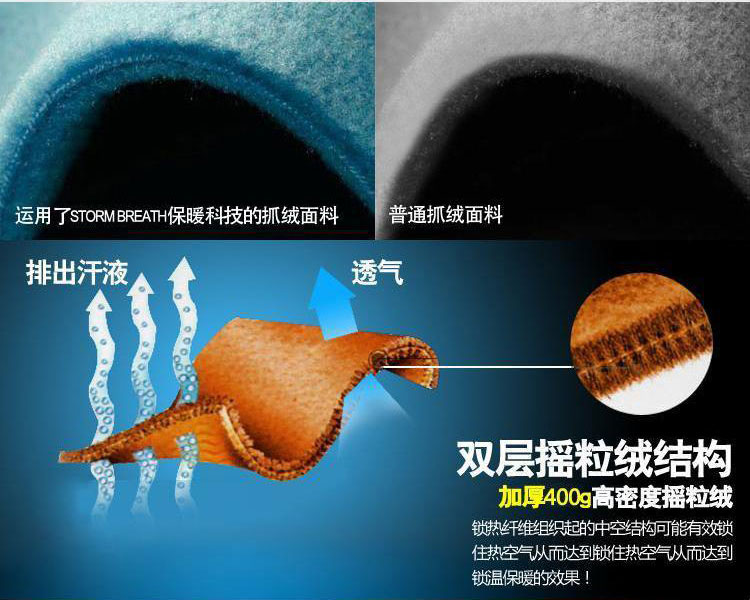 运用了STORM BREATH保暖科技的抓绒面料
普通抓绒面料
排出汗液
透气
双层摇粒绒结构
加厚400g高密度摇粒绒
锁热纤维组织起的中空结构可能有效锁
住热空气从而达到锁住热空气从而达到
锁温保暖的效果！